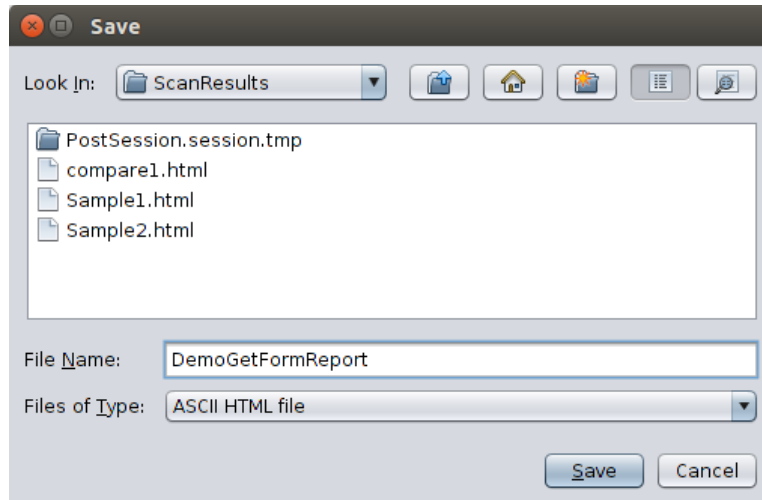 Save
Look In: ScanResults
PostSession.session.tmp
compare1.html
Sample1.html
Sample2.html
File Name: DemoGetFormReport
Files of Type: ASCII HTML file
Save Cancel